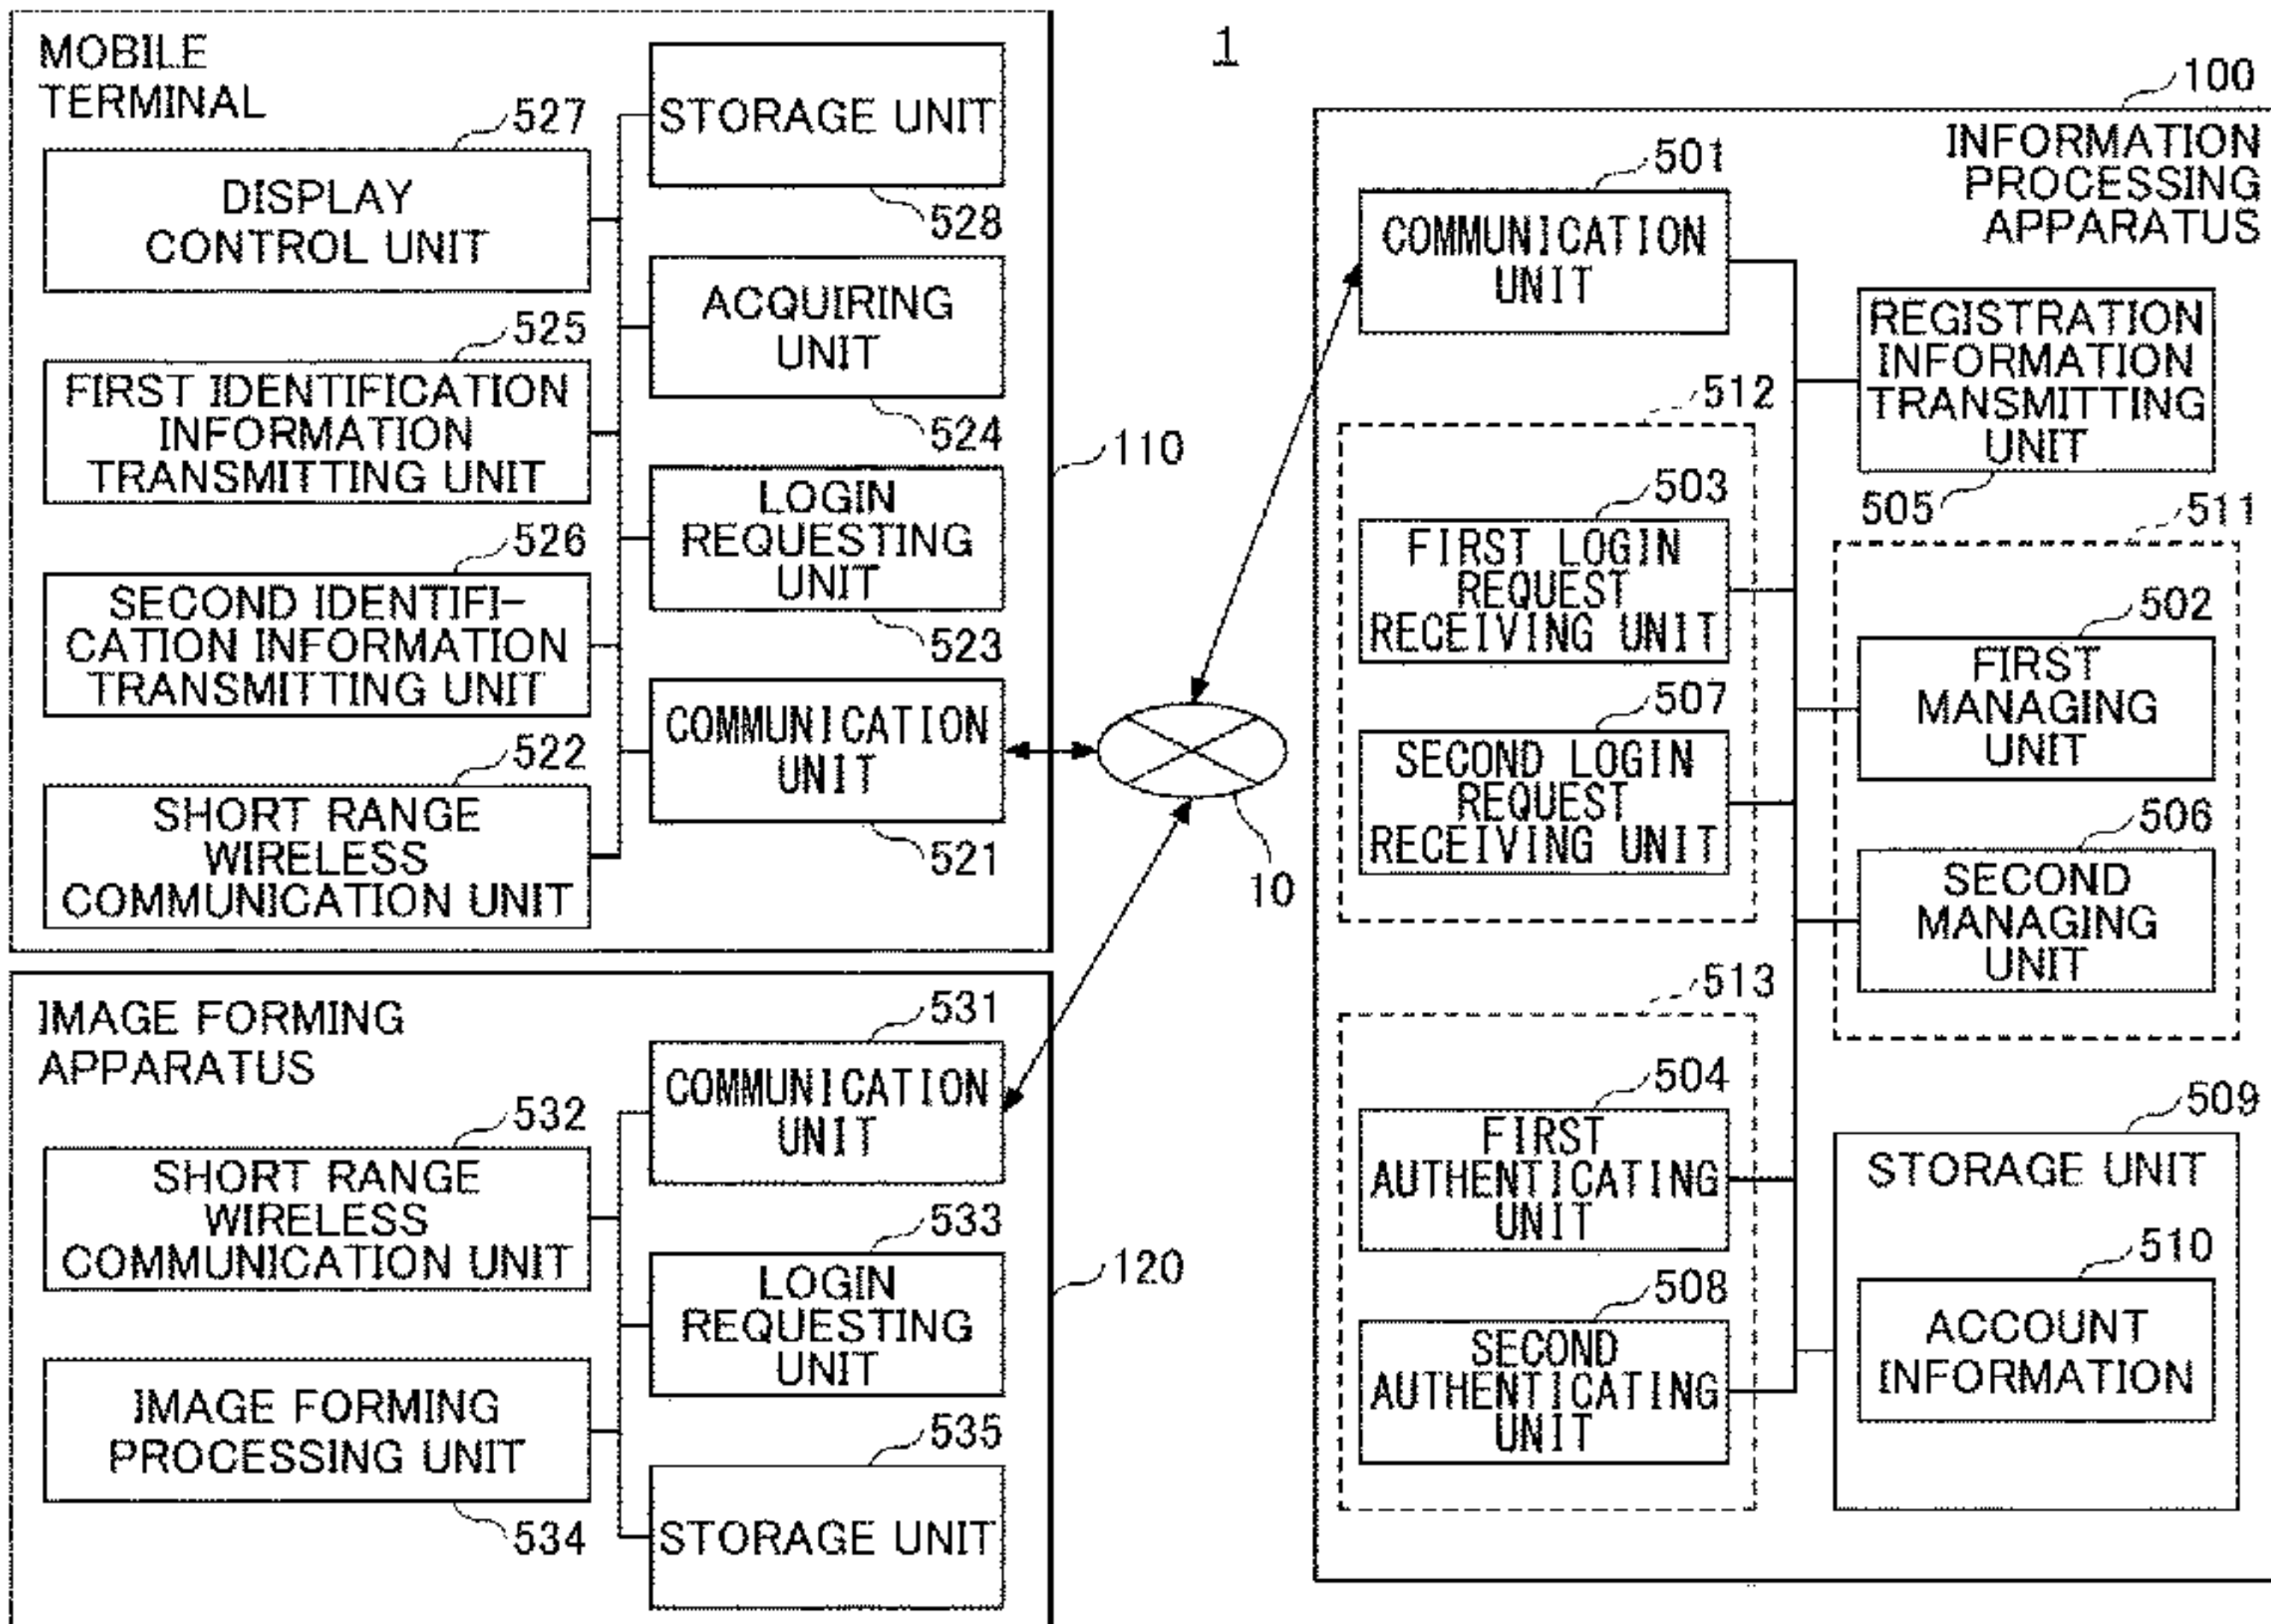 1
MOBILE
TERMINAL
527
DISPLAY
CONTROL UNIT
525
FIRST IDENTIFICATION
INFORMATION
TRANSMITTING UNIT
526
SECOND IDENTIFI-
CATION INFORMATION
TRANSMITTING UNIT
522
SHORT RANGE
WIRELESS
COMMUNICATION UNIT
STORAGE UNIT
528
ACQUIRING
UNIT
524
LOGIN
REQUESTING
UNIT
523
COMMUNICATION
UNIT
521
110
10
IMAGE FORMING
APPARATUS
532
SHORT RANGE
WIRELESS
COMMUNICATION UNIT
IMAGE FORMING
PROCESSING UNIT
534
531
COMMUNICATION
UNIT
533
LOGIN
REQUESTING
UNIT
535
STORAGE UNIT
120
100
INFORMATION
PROCESSING
APPARATUS
501
COMMUNICATION
UNIT
512
503
FIRST LOGIN
REQUEST
RECEIVING UNIT
507
SECOND LOGIN
REQUEST
RECEIVING UNIT
513
504
FIRST
AUTHENTICATING
UNIT
508
SECOND
AUTHENTICATING
UNIT
REGISTRATION
INFORMATION
TRANSMITTING
UNIT
505
511
502
FIRST
MANAGING
UNIT
506
SECOND
MANAGING
UNIT
509
STORAGE UNIT
510
ACCOUNT
INFORMATION